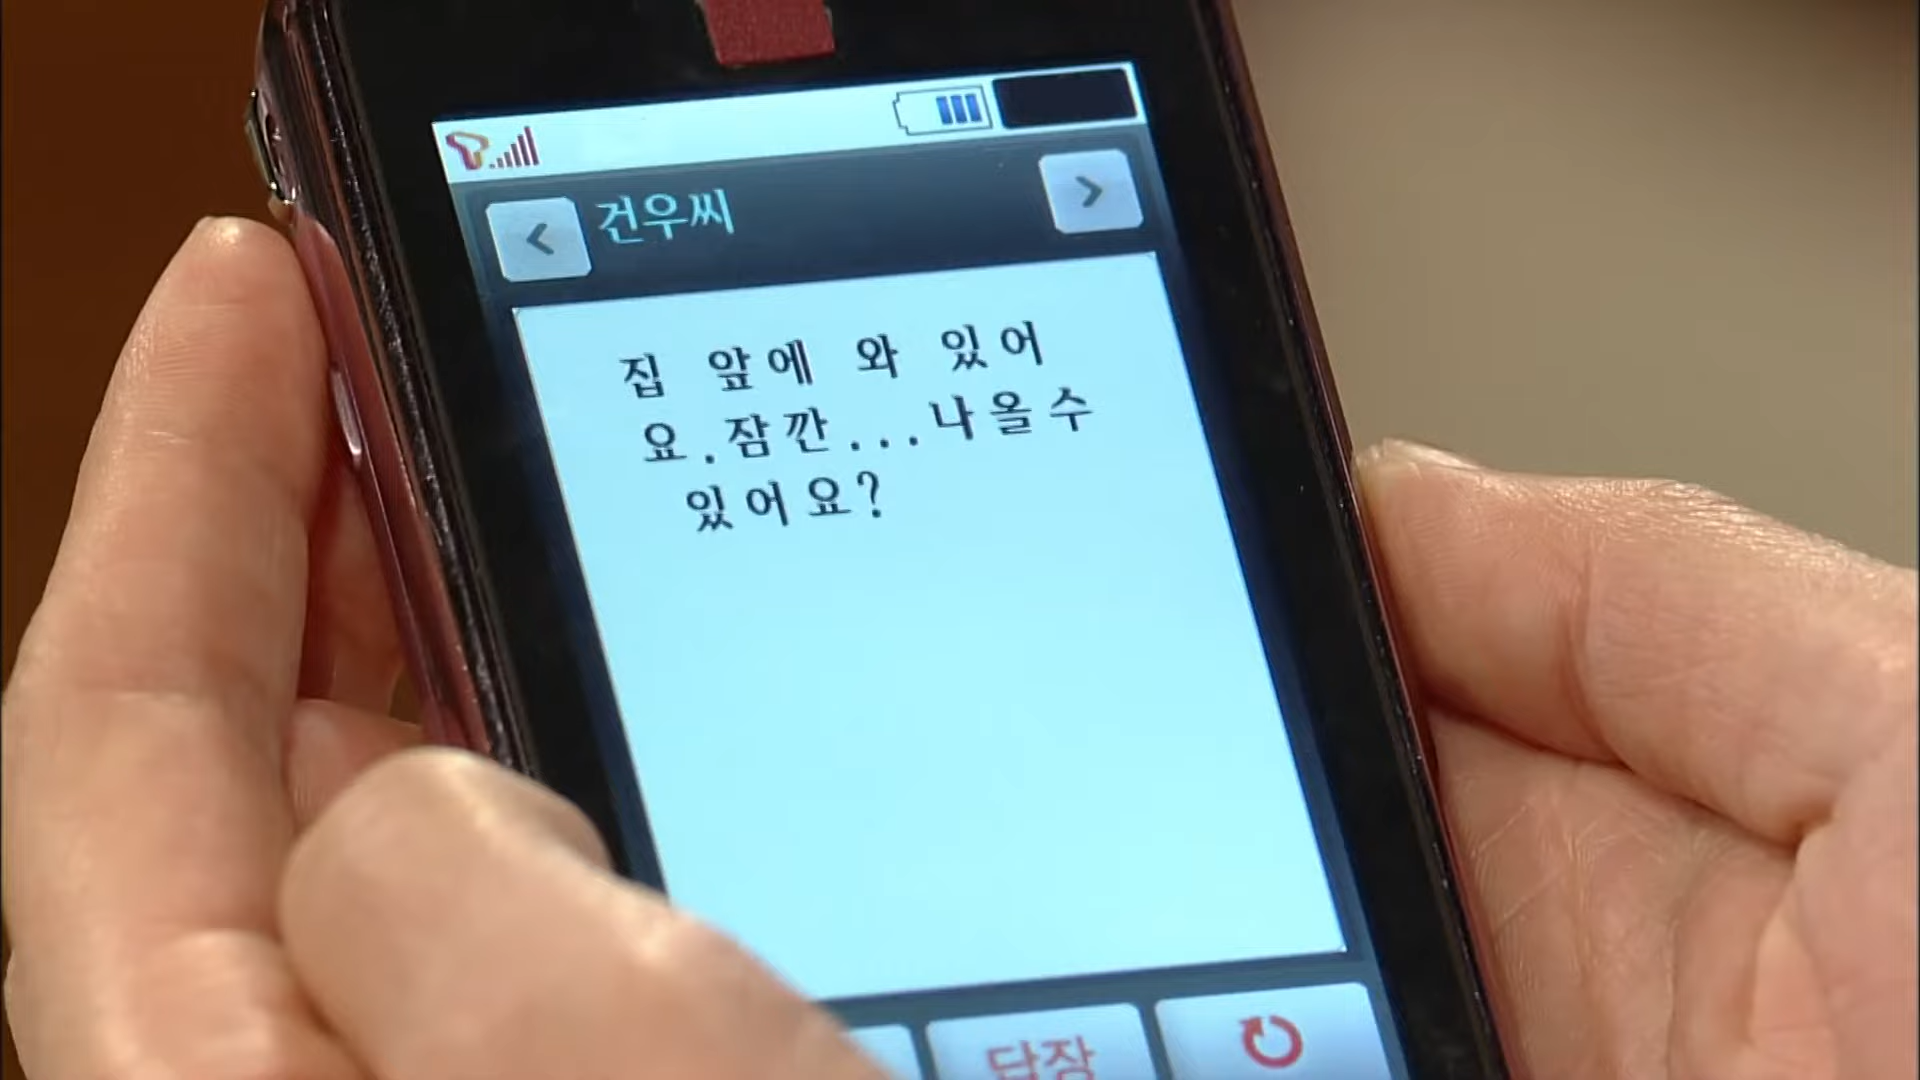 건우씨
집 앞에 와 있어
요.잠깐...나올수
있어요?
답장